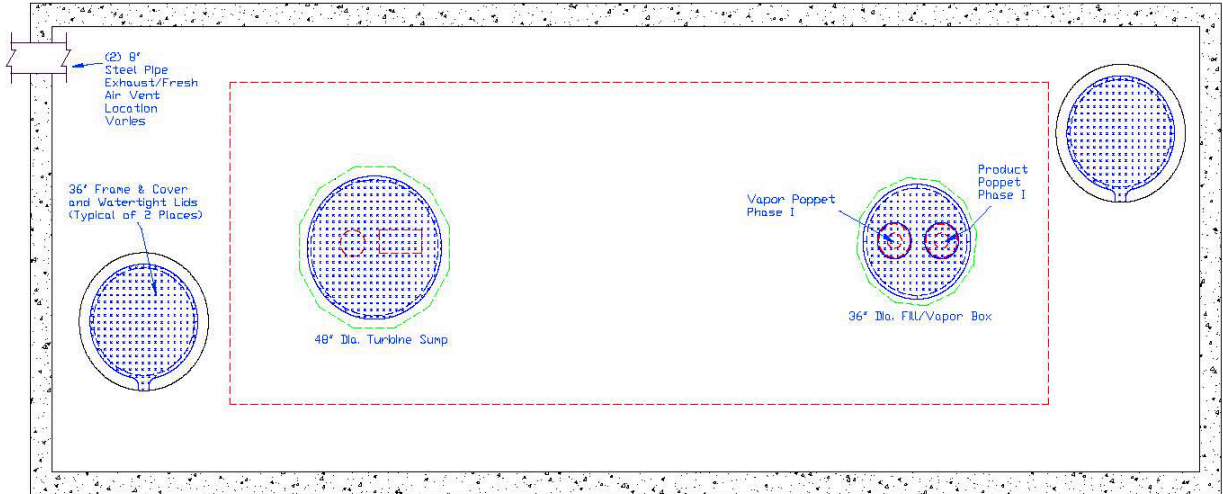 (2) 8"
Steel Pipe
Exhaust/Fresh
Air Vent
Location
Varies
36" Frame & Cover
and Watertight Lids
(Typical of 2 Places)
48" Dia. Turbine Sump
Vapor Poppet
Phase I
Product
Poppet
Phase I
36" Dia. Fill/Vapor Box